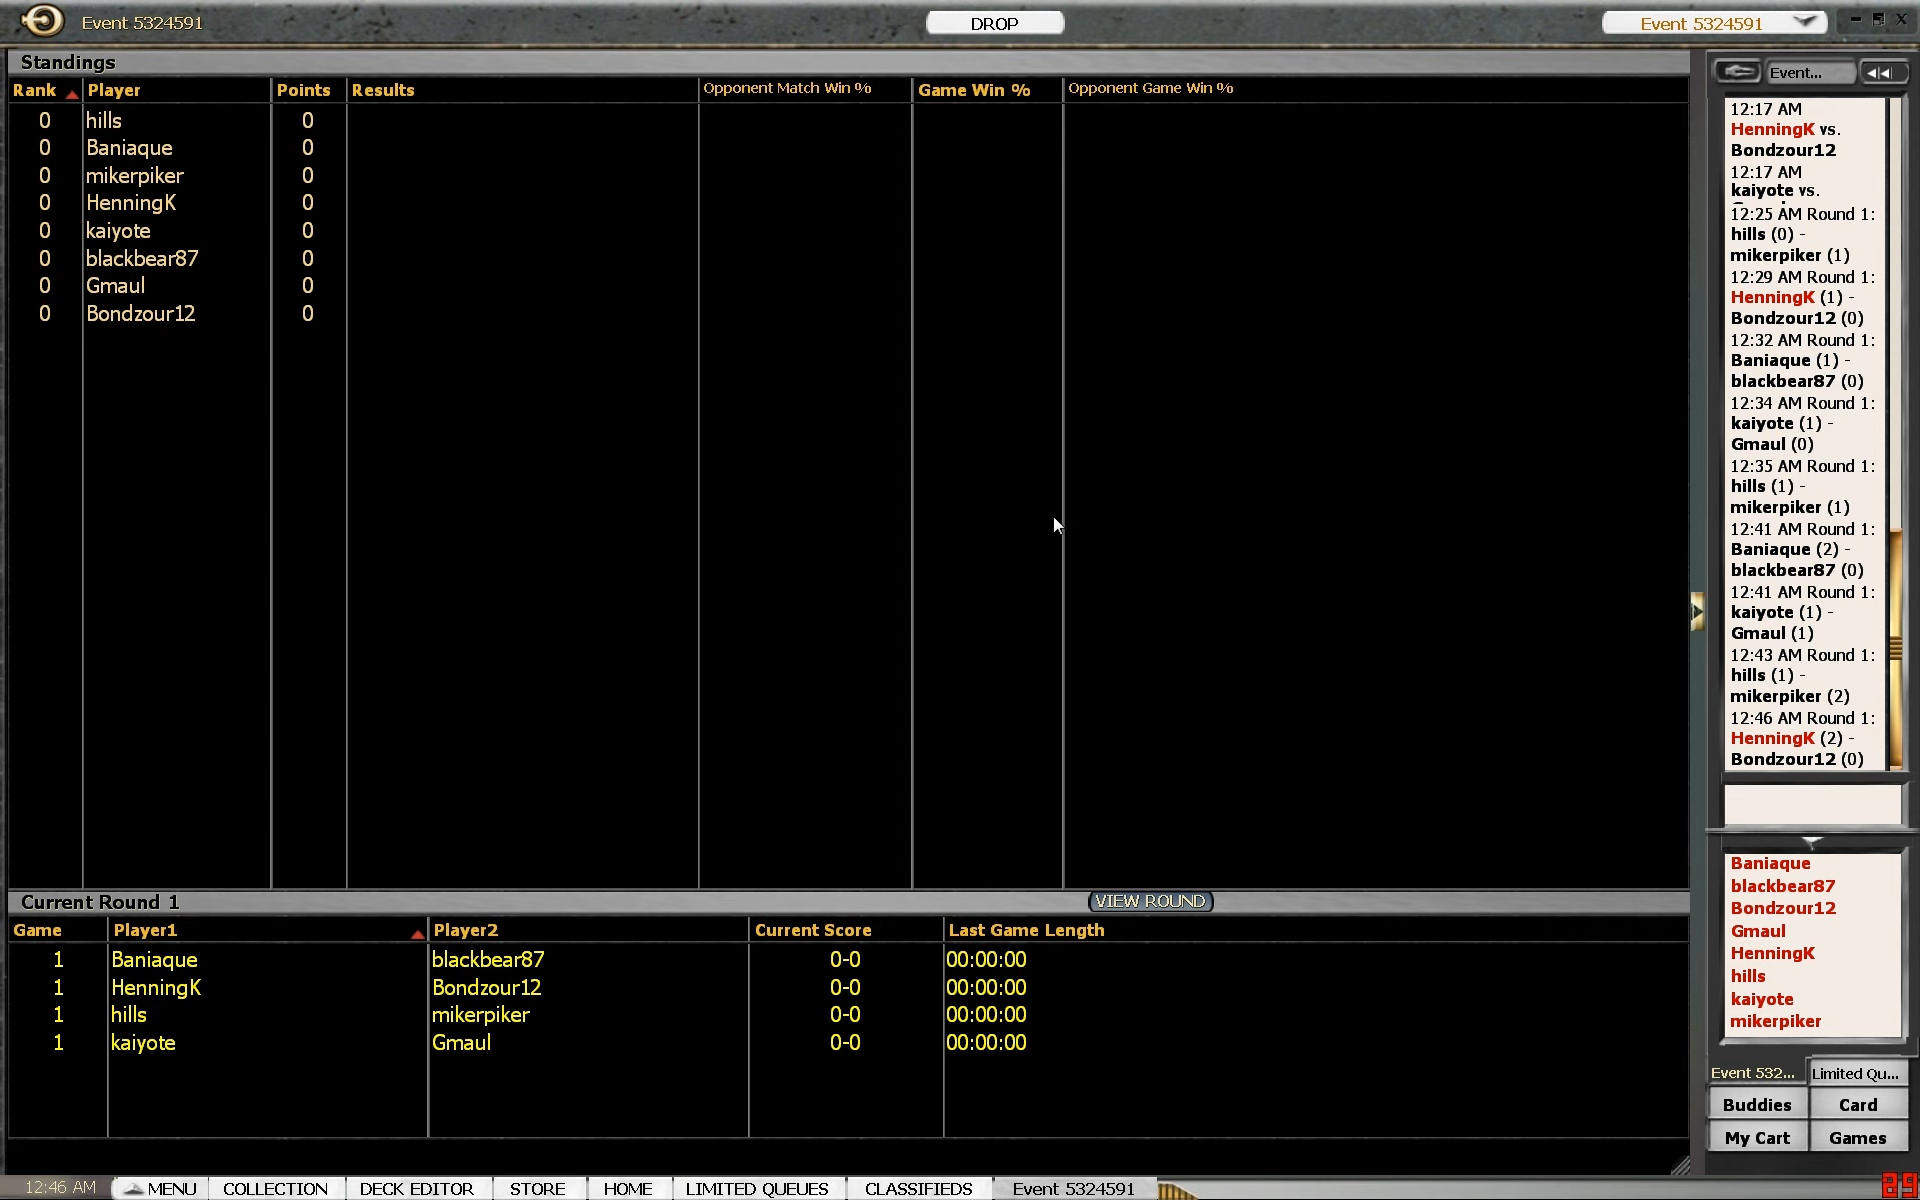 Event 5324591
DROP
Event 5324591
Standings
Rank Player Points Results Opponent Match Win % Game Win % Opponent Game Win %
0 hills 0
0 Baniaque 0
0 mikerpiker 0
0 HenningK 0
0 kaiyote 0
0 blackbear87 0
0 Gmaul 0
0 Bondzour12 0
Current Round 1
VIEW ROUND
Game Player1 Player2 Current Score Last Game Length
1 Baniaque blackbear87 0-0 00:00:00
1 HenningK Bondzour12 0-0 00:00:00
1 hills mikerpiker 0-0 00:00:00
1 kaiyote Gmaul 0-0 00:00:00
Event...
12:17 AM
HenningK vs.
Bondzour12
12:17 AM
kaiyote vs.
12:25 AM Round 1:
hills (0) -
mikerpiker (1)
12:29 AM Round 1:
HenningK (1) -
Bondzour12 (0)
12:32 AM Round 1:
Baniaque (1) -
blackbear87 (0)
12:34 AM Round 1:
kaiyote (1) -
Gmaul (0)
12:35 AM Round 1:
hills (1) -
mikerpiker (1)
12:41 AM Round 1:
Baniaque (2) -
blackbear87 (0)
12:41 AM Round 1:
kaiyote (1) -
Gmaul (1)
12:43 AM Round 1:
hills (1) -
mikerpiker (2)
12:46 AM Round 1:
HenningK (2) -
Bondzour12 (0)
Baniaque
blackbear87
Bondzour12
Gmaul
HenningK
hills
kaiyote
mikerpiker
Event 532... Limited Qu...
Buddies Card
My Cart Games
12:46 AM MENU COLLECTION DECK EDITOR STORE HOME LIMITED QUEUES CLASSIFIEDS Event 5324591
89